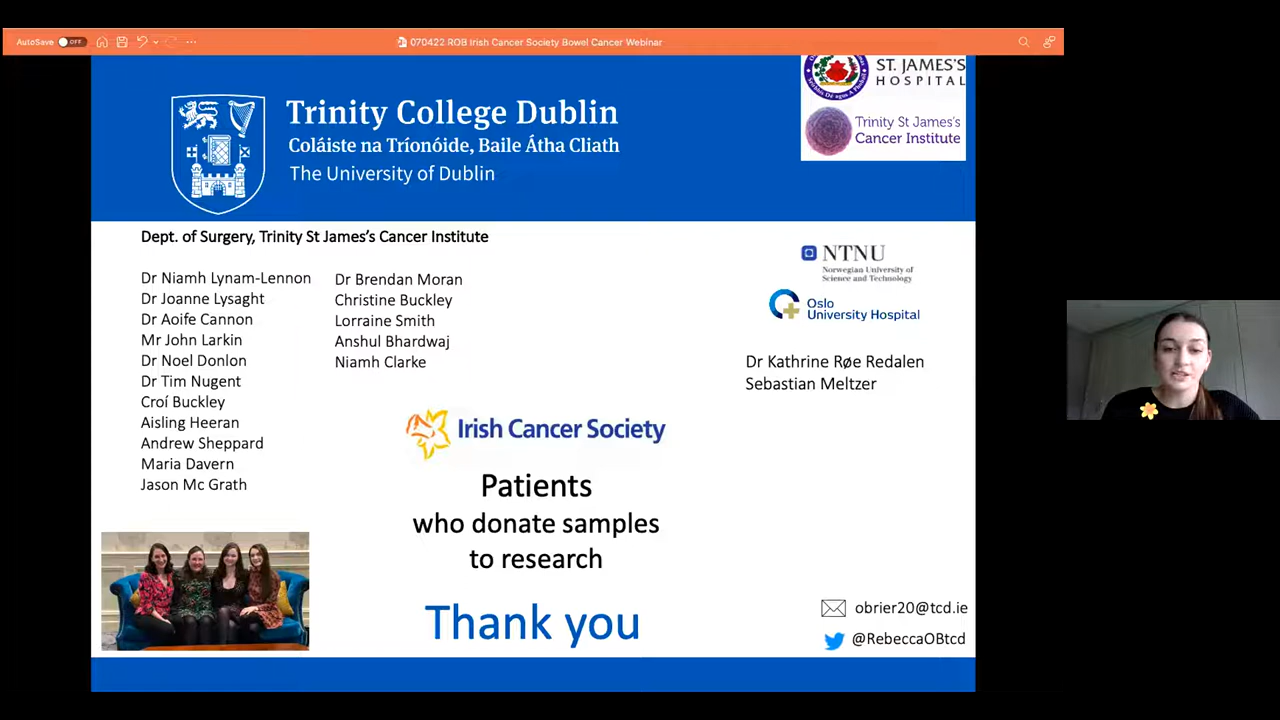 AutoSave OFF
070422 ROB Irish Cancer Society Bowel Cancer Webinar
Trinity College Dublin
Coláiste na Tríonóide, Baile Átha Cliath
The University of Dublin
ST. JAMES'S
HOSPITAL
Trinity St James's
Cancer Institute
Dept. of Surgery, Trinity St James's Cancer Institute
Dr Niamh Lynam-Lennon
Dr Joanne Lysaght
Dr Aoife Cannon
Mr John Larkin
Dr Noel Donlon
Dr Tim Nugent
Croí Buckley
Aisling Heeran
Andrew Sheppard
Maria Davern
Jason Mc Grath
Dr Brendan Moran
Christine Buckley
Lorraine Smith
Anshul Bhardwaj
Niamh Clarke
NTNU
Norwegian University of
Science and Technology
Oslo
University Hospital
Dr Kathrine Røe Redalen
Sebastian Meltzer
Irish Cancer Society
Patients
who donate samples
to research
Thank you
obrier20@tcd.ie
@RebeccaOBtcd